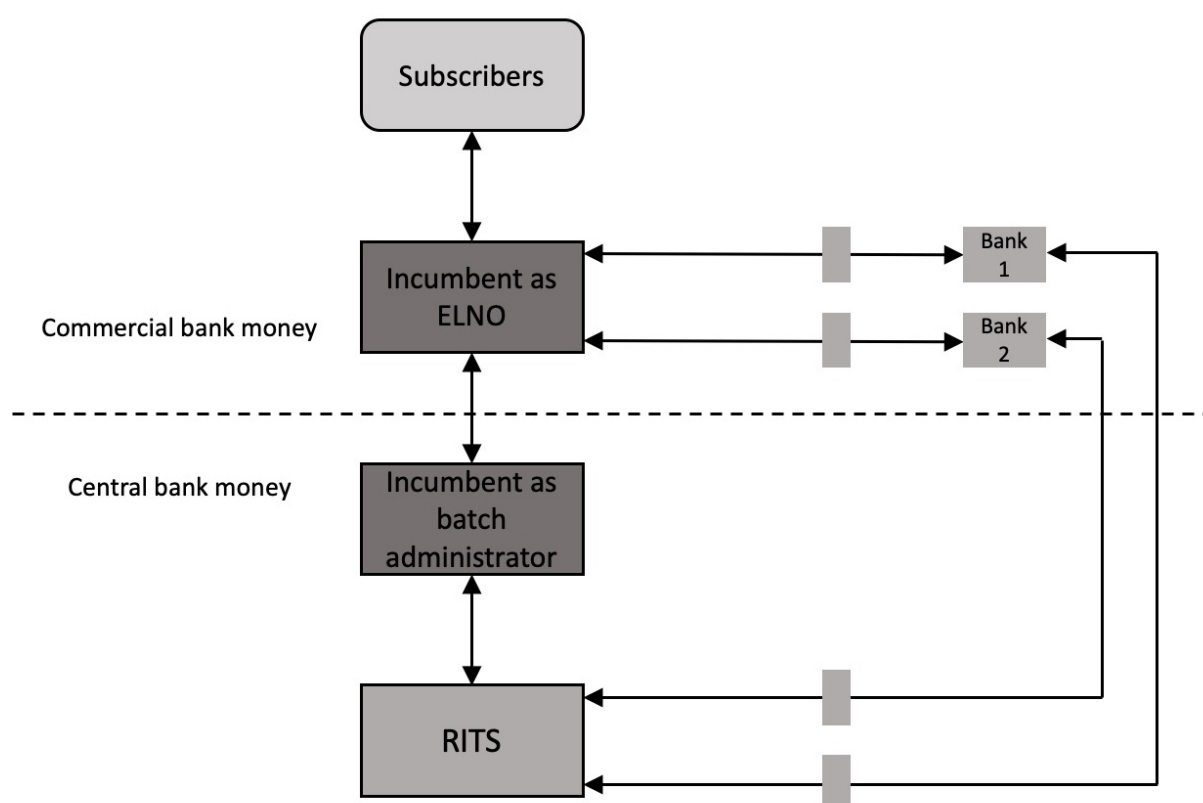 Subscribers
Incumbent as
ELNO
Bank
1
Commercial bank money
Bank
2
Central bank money
Incumbent as
batch
administrator
RITS